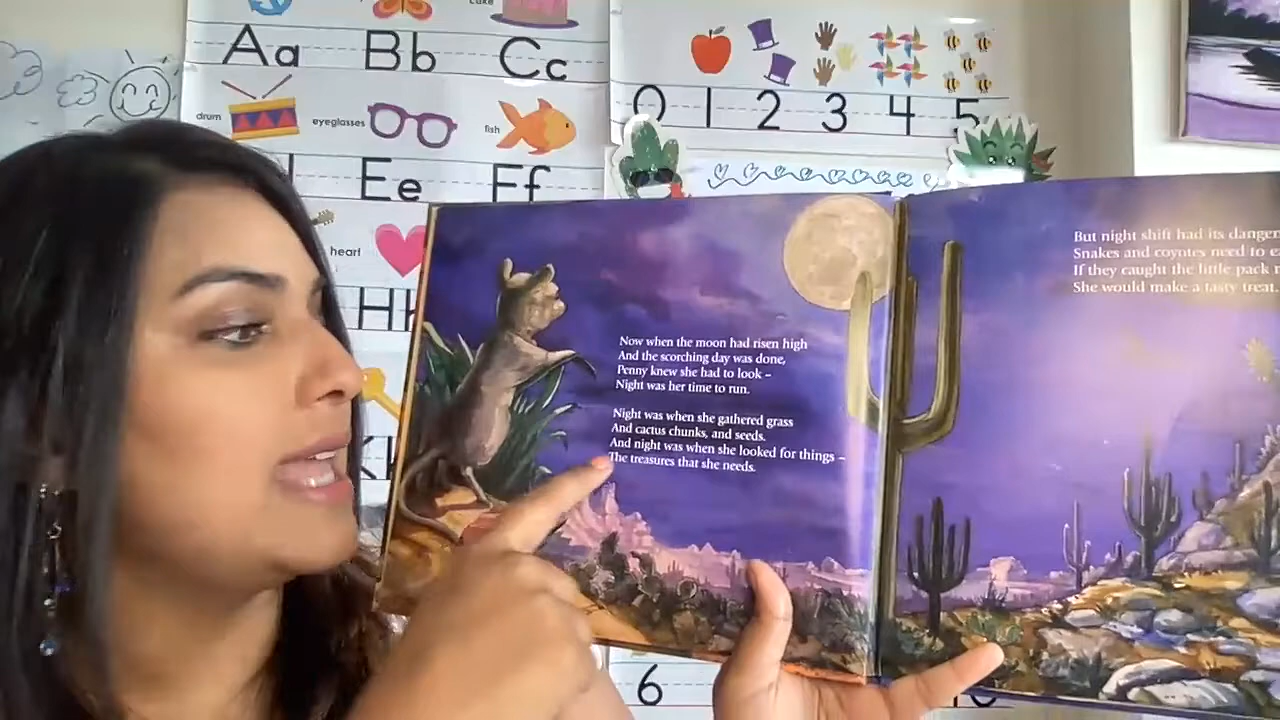 cake
Aa Bb Cc
0 1 2 3 4 5
drum eyeglasses fish
Ee Ff
heart
Now when the moon had risen high
And the scorching day was done,
Penny knew she had to look –
Night was her time to run.
Night was when she gathered grass
And cactus chunks, and seeds.
And night was when she looked for things –
The treasures that she needs.
But night shift had its
Snakes and coyotes need to
If they caught the little pack
She would make a tasty treat.
6